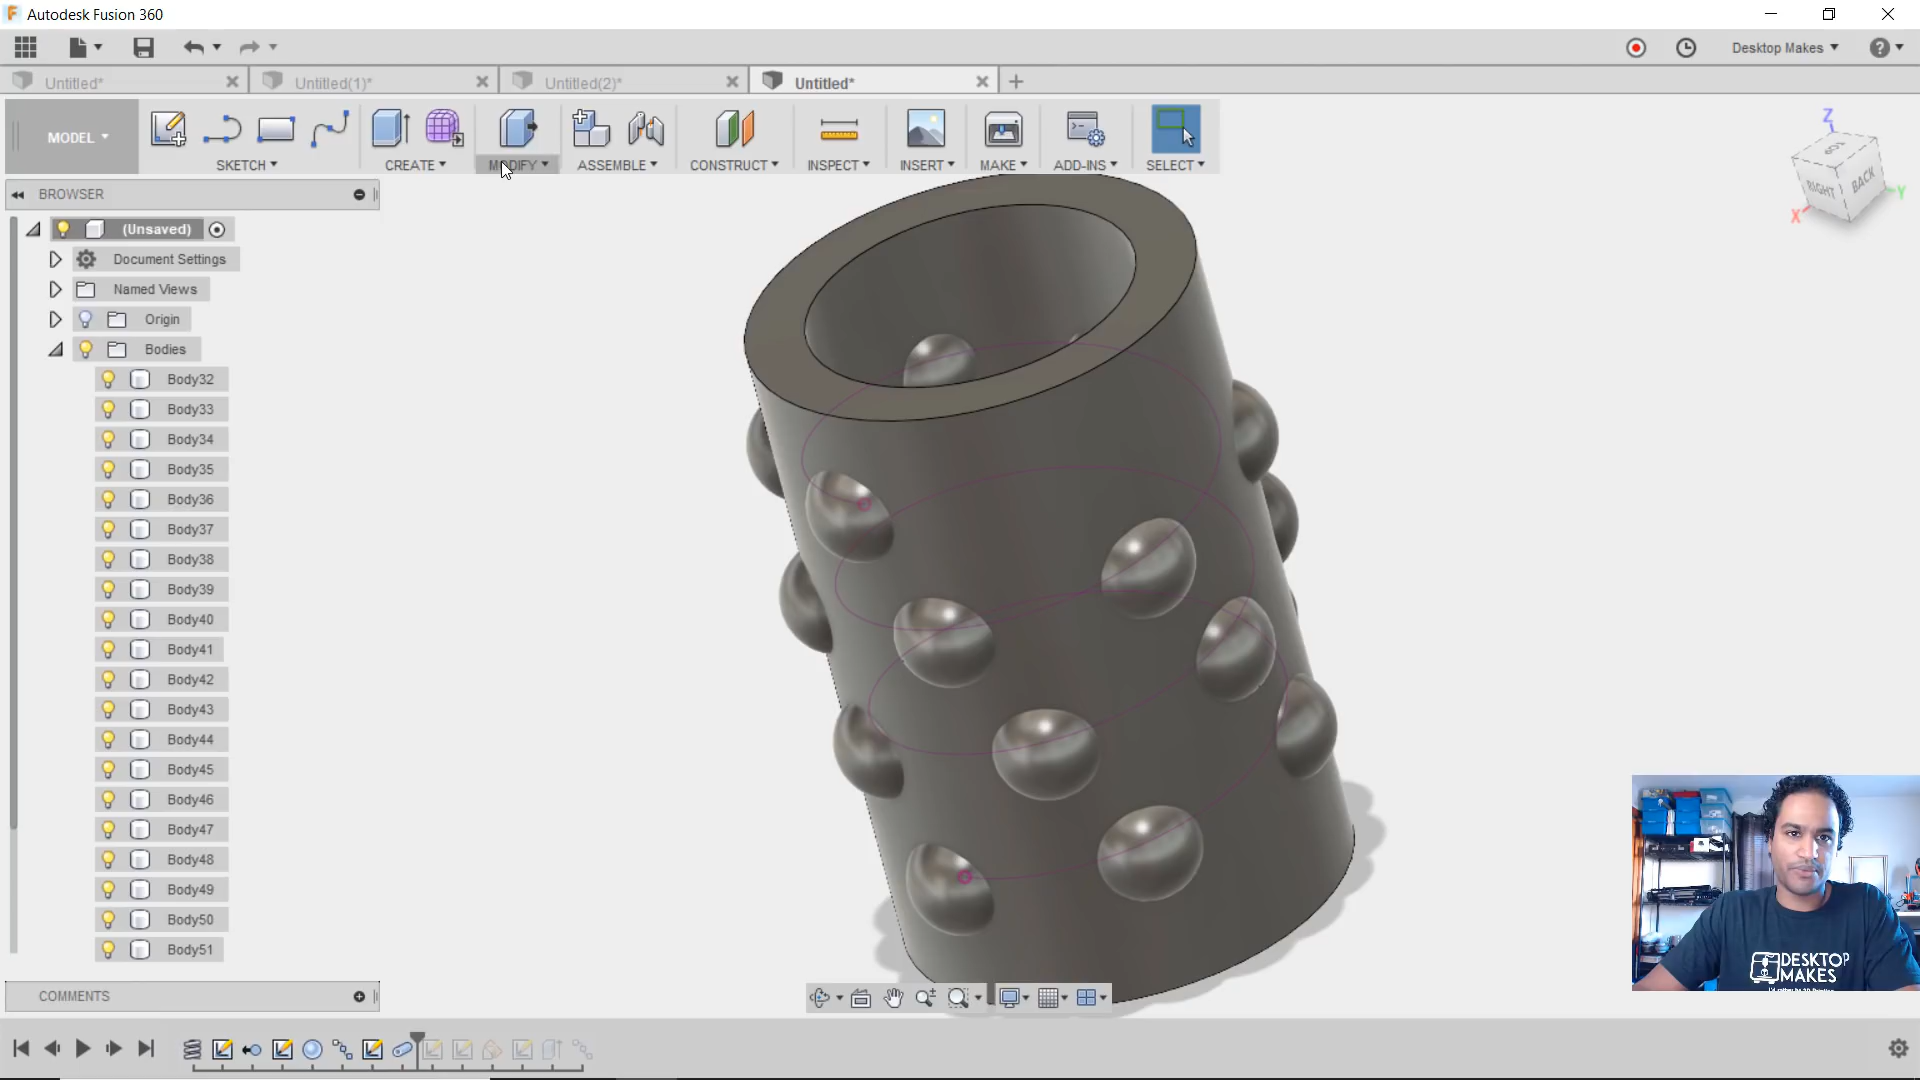 Autodesk Fusion 360
Desktop Makes
Untitled*
Untitled(1)*
Untitled(2)*
Untitled*
MODEL
SKETCH
CREATE
MODIFY
ASSEMBLE
CONSTRUCT
INSPECT
INSERT
MAKE
ADD-INS
SELECT
Z
TOP
RIGHT
BACK
X
Y
BROWSER
(Unsaved)
Document Settings
Named Views
Origin
Bodies
Body32
Body33
Body34
Body35
Body36
Body37
Body38
Body39
Body40
Body41
Body42
Body43
Body44
Body45
Body46
Body47
Body48
Body49
Body50
Body51
DESKTOP
MAKES
COMMENTS